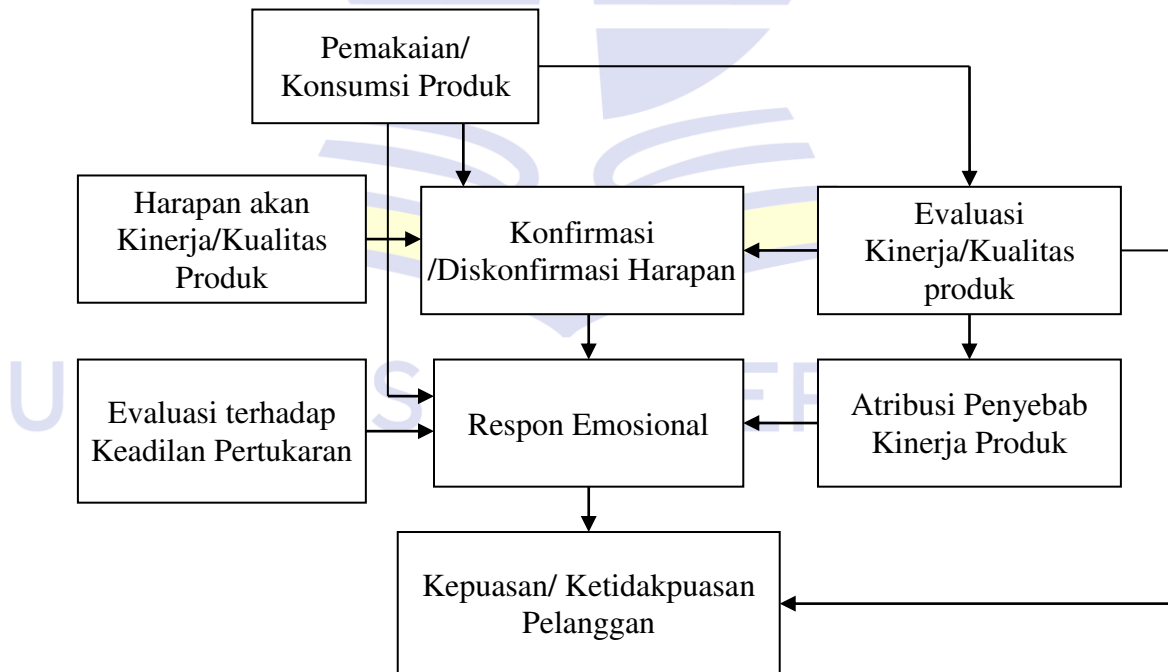 Pemakaian/
Konsumsi Produk
Harapan akan
Kinerja/Kualitas
Produk
Konfirmasi
/Diskonfirmasi Harapan
Evaluasi
Kinerja/Kualitas
produk
Evaluasi terhadap
Keadilan Pertukaran
Respon Emosional
Atribusi Penyebab
Kinerja Produk
Kepuasan/ Ketidakpuasan
Pelanggan